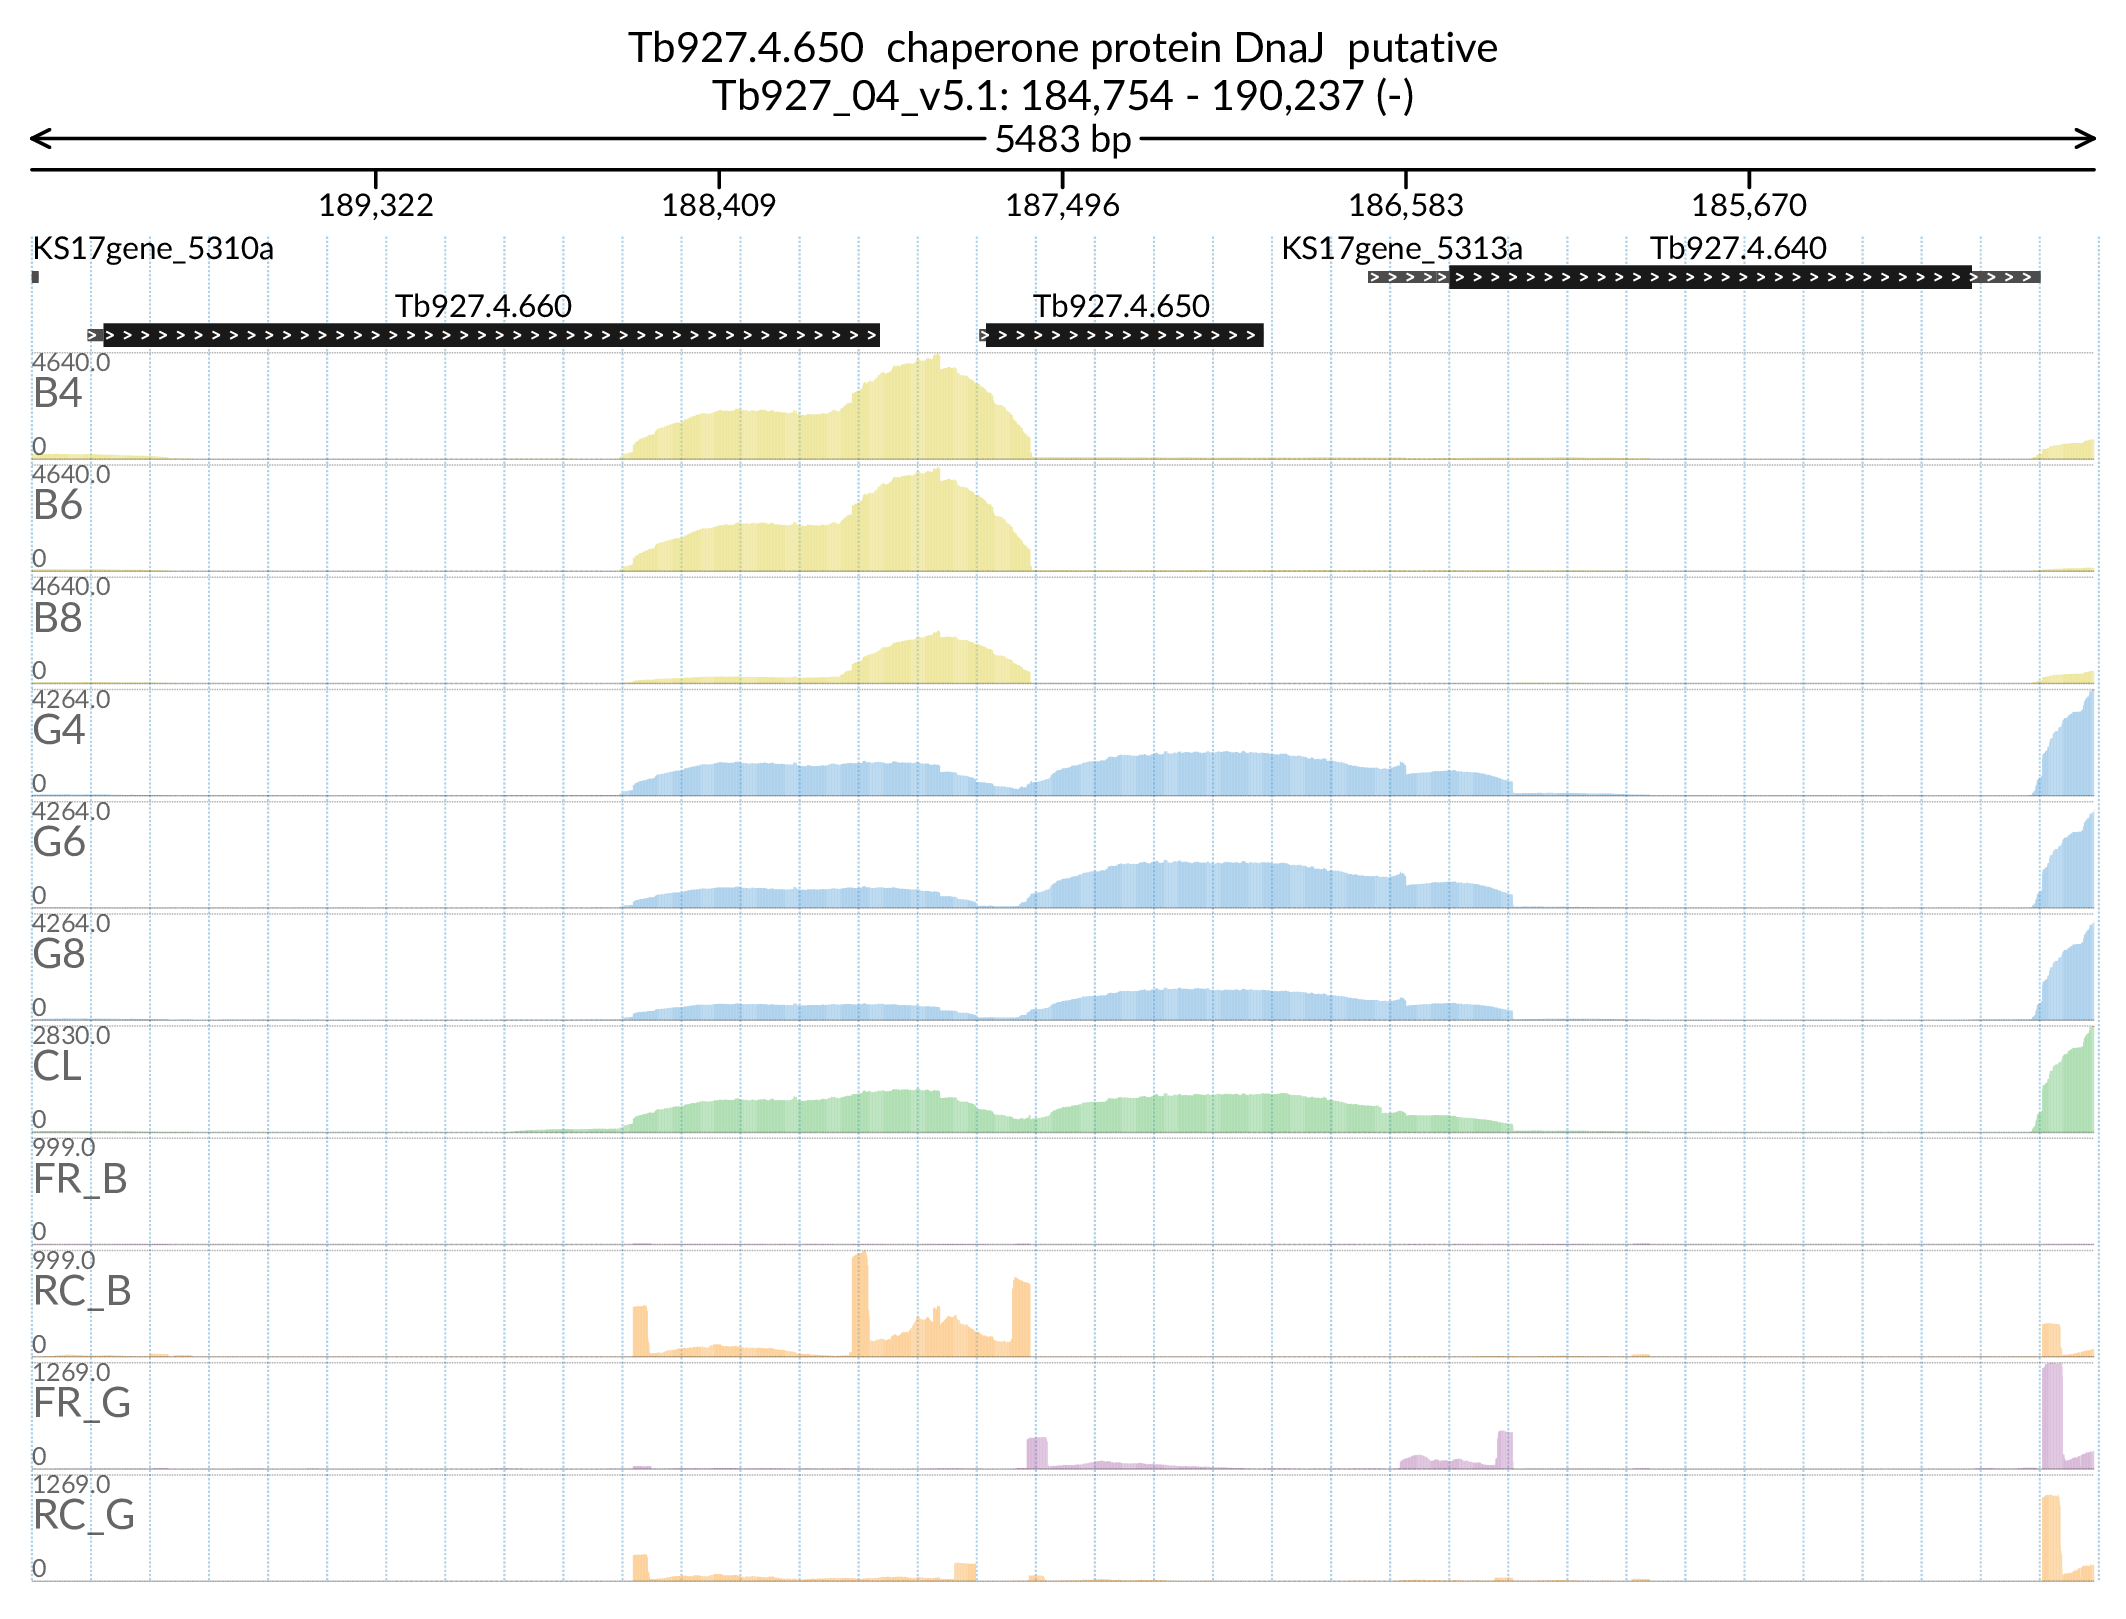 Tb927.4.650  chaperone protein DnaJ  putative
Tb927_04_v5.1: 184,754 - 190,237 (-)
5483 bp
189,322 188,409 187,496 186,583 185,670
KS17gene_5310a KS17gene_5313a Tb927.4.640
Tb927.4.660 Tb927.4.650
4640.0
B4
0
4640.0
B6
0
4640.0
B8
0
4264.0
G4
0
4264.0
G6
0
4264.0
G8
0
2830.0
CL
0
999.0
FR_B
0
999.0
RC_B
0
1269.0
FR_G
0
1269.0
RC_G
0